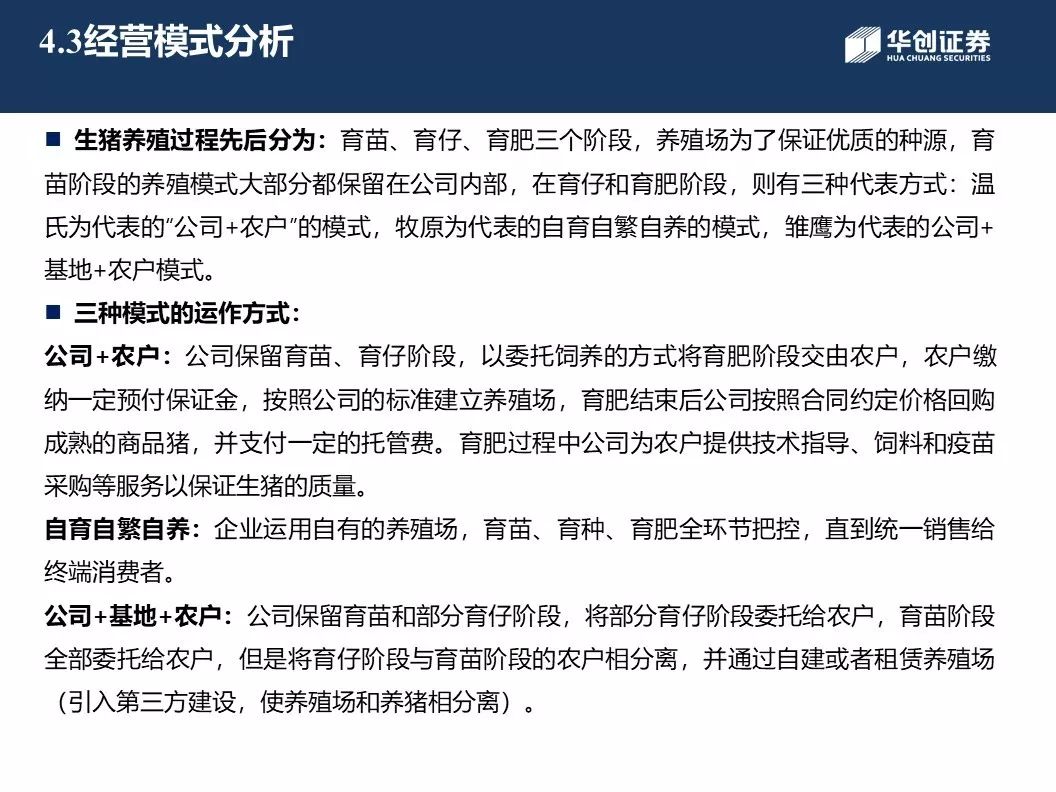 4.3经营模式分析
华创证券
HUA CHUANG SECURITIES
生猪养殖过程先后分为：育苗、育仔、育肥三个阶段，养殖场为了保证优质的种源，育
苗阶段的养殖模式大部分都保留在公司内部，在育仔和育肥阶段，则有三种代表方式：温
氏为代表的“公司+农户”的模式，牧原为代表的自育自繁自养的模式，雏鹰为代表的公司+
基地+农户模式。
三种模式的运作方式：
公司+农户：公司保留育苗、育仔阶段，以委托饲养的方式将育肥阶段交由农户，农户缴
纳一定预付保证金，按照公司的标准建立养殖场，育肥结束后公司按照合同约定价格回购
成熟的商品猪，并支付一定的托管费。育肥过程中公司为农户提供技术指导、饲料和疫苗
采购等服务以保证生猪的质量。
自育自繁自养：企业运用自有的养殖场，育苗、育种、育肥全环节把控，直到统一销售给
终端消费者。
公司+基地+农户：公司保留育苗和部分育仔阶段，将部分育仔阶段委托给农户，育苗阶段
全部委托给农户，但是将育仔阶段与育苗阶段的农户相分离，并通过自建或者租赁养殖场
（引入第三方建设，使养殖场和养猪相分离）。